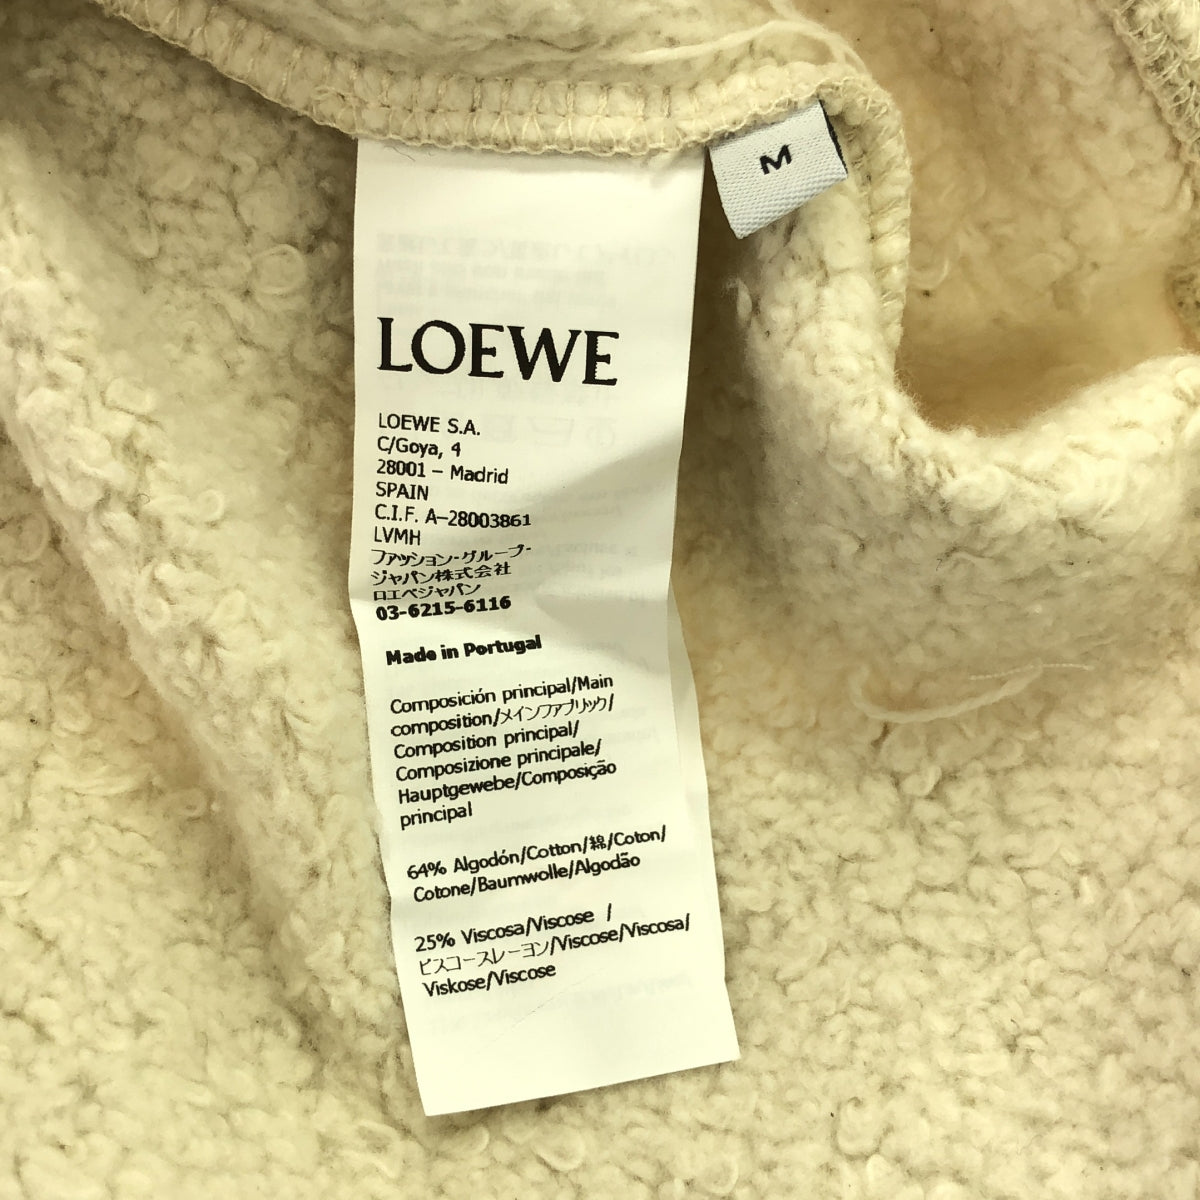 M
LOEWE
LOEWE S.A.
C/Goya, 4
28001 – Madrid
SPAIN
C.I.F. A–28003861
LVMH
ファッション・グループ・
ジャパン株式会社
ロエベジャパン
03-6215-6116
Made in Portugal
Composición principal/Main
composition/メインファブリック/
Composition principal/
Composizione principale/
Hauptgewebe/Composição
principal
64% Algodón/Cotton/綿/Coton/
Cotone/Baumwolle/Algodão
25% Viscosa/Viscose /
ビスコースレーヨン/Viscose/Viscosa/
Viskose/Viscose